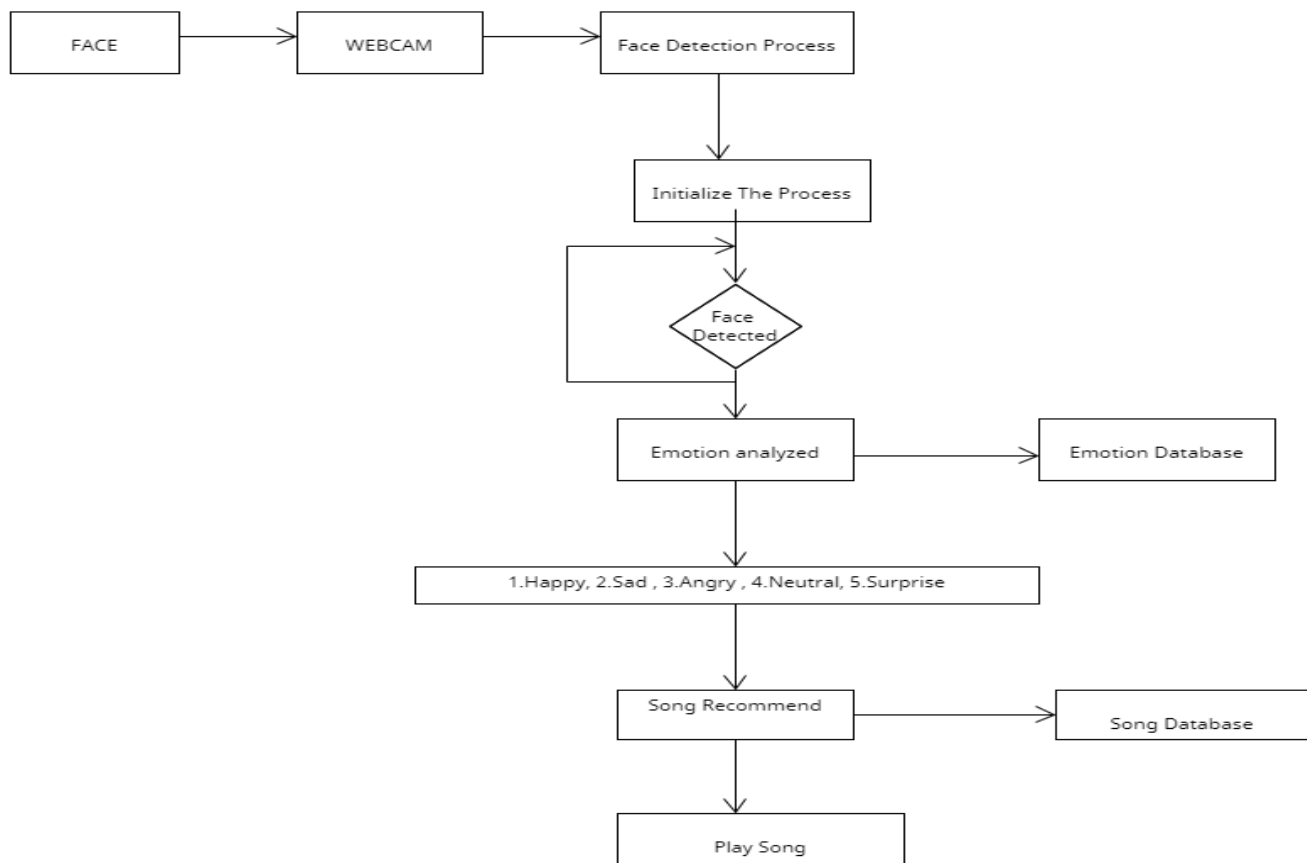 FACE
WEBCAM
Face Detection Process
Initialize The Process
Face
Detected
Emotion analyzed
Emotion Database
1.Happy, 2.Sad , 3.Angry , 4.Neutral, 5.Surprise
Song Recommend
Song Database
Play Song